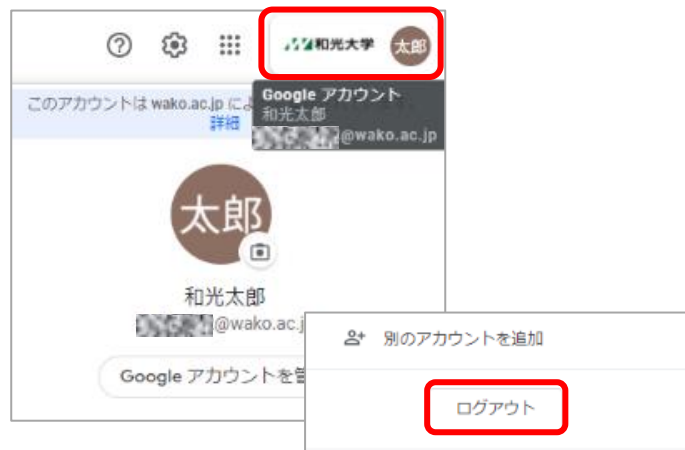 和光大学 太郎
このアカウントは wako.ac.jp によ
詳細
Google アカウント
和光太郎
@wako.ac.jp
太郎
和光太郎
@wako.ac.j
Google アカウントを
別のアカウントを追加
ログアウト